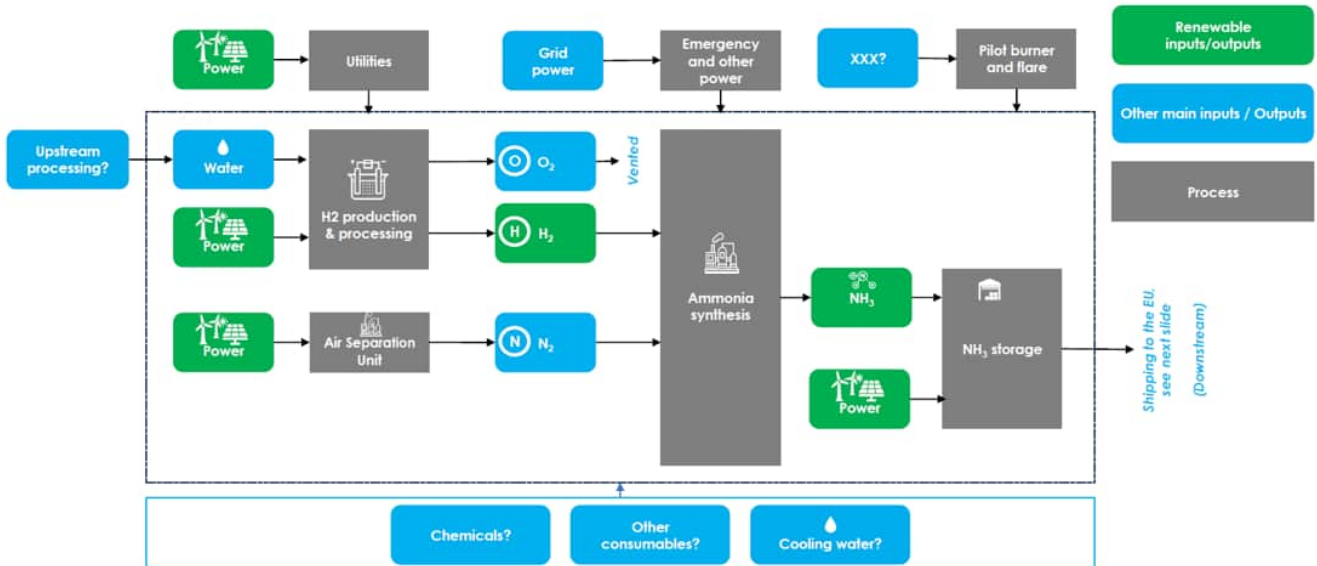 Power
Utilities
Grid
power
Emergency
and other
power
XXX?
Pilot burner
and flare
Renewable
inputs/outputs
Other main inputs / Outputs
Process
Upstream
processing?
Water
Power
H2 production
& processing
O O₂
Vented
H H₂
Power
Air Separation
Unit
N N₂
Ammonia
synthesis
NH₃
Power
NH₃ storage
Shipping to the EU.
see next slide
(Downstream)
Chemicals?
Other
consumables?
Cooling water?